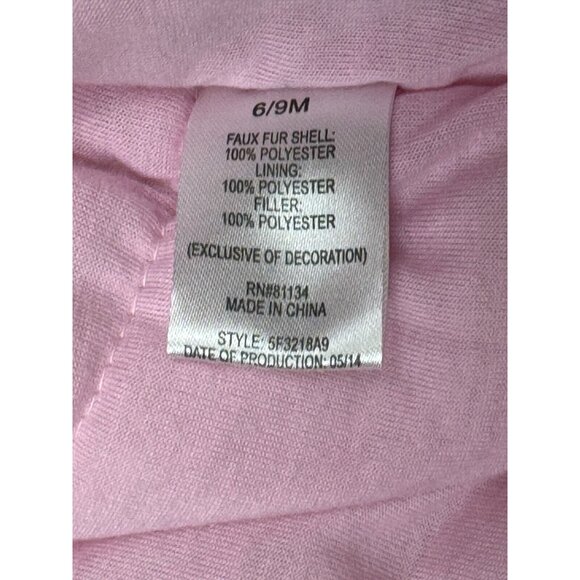 6/9M
FAUX FUR SHELL:
100% POLYESTER
LINING:
100% POLYESTER
FILLER:
100% POLYESTER
(EXCLUSIVE OF DECORATION)
RN#81134
MADE IN CHINA
STYLE: 5F3218A9
DATE OF PRODUCTION: 05/14